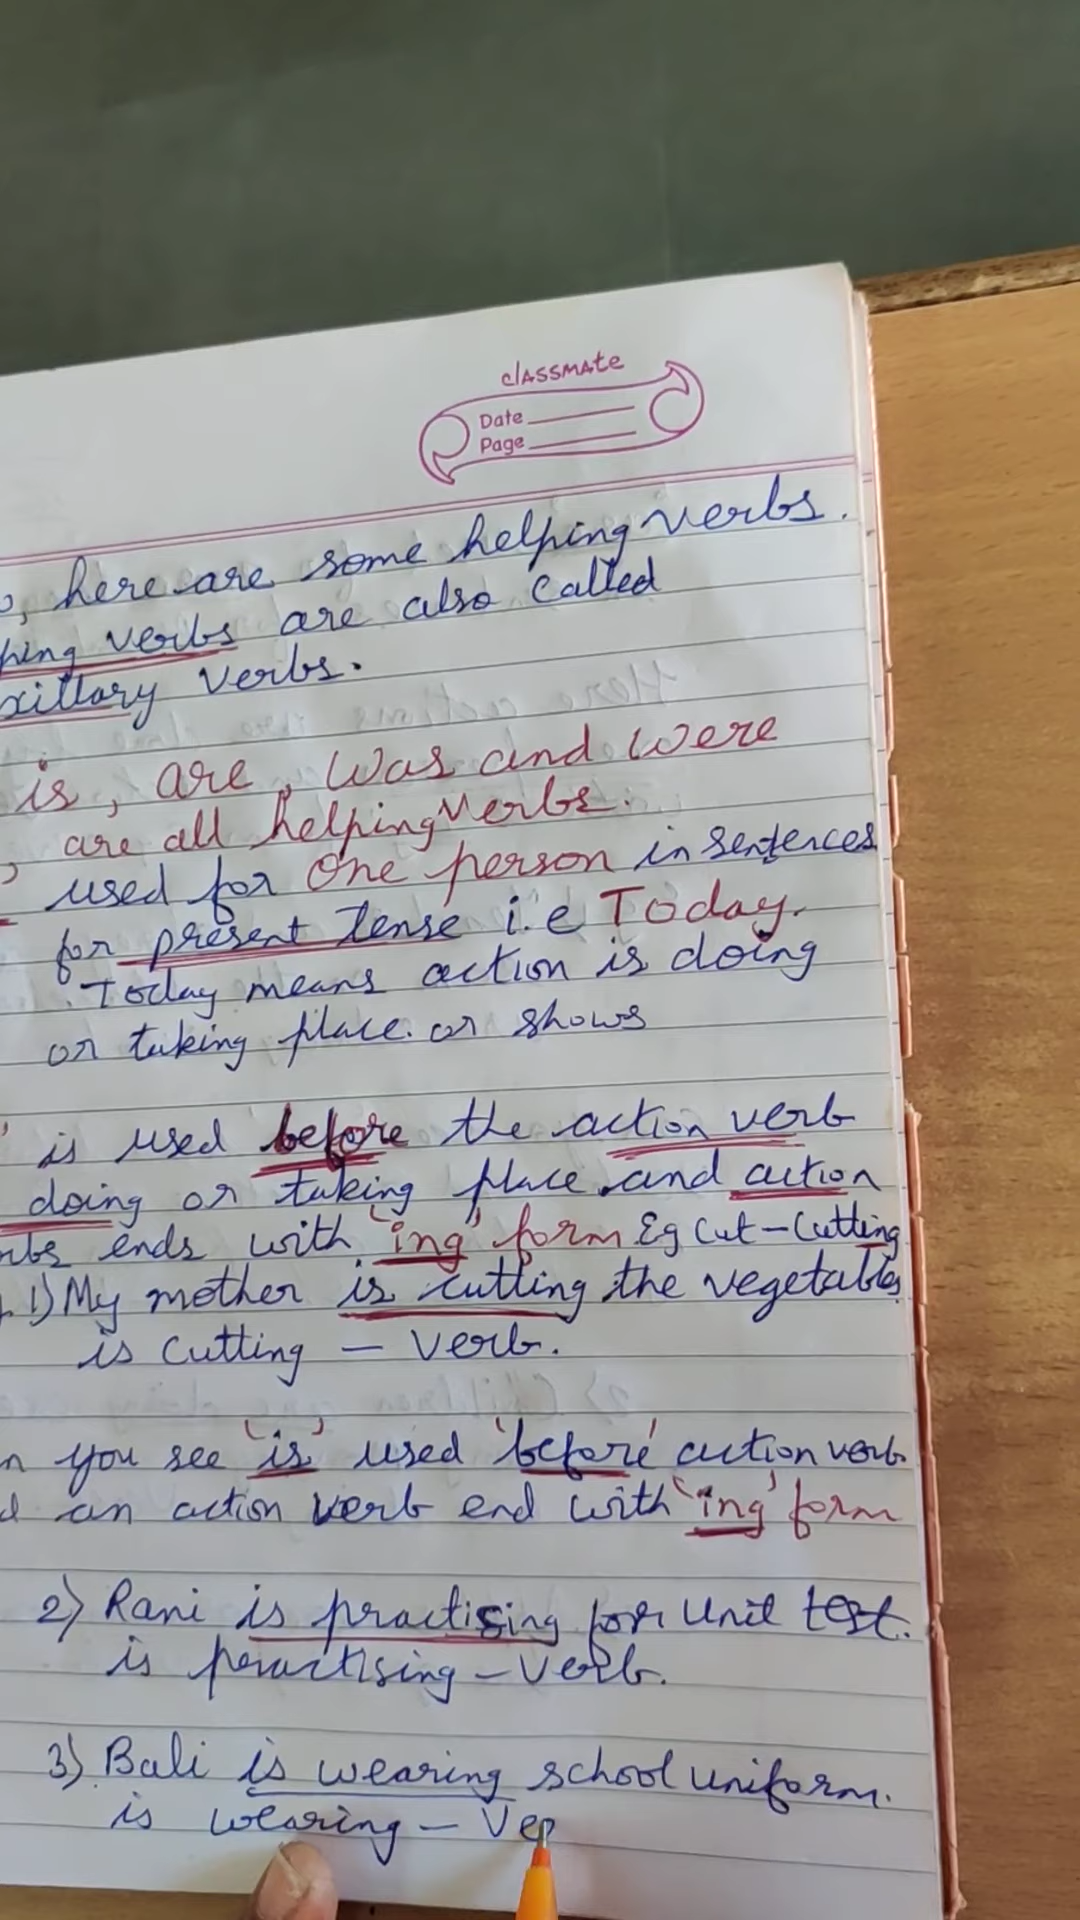 classmate
Date
Page
, here are some helping verbs.
ping verbs are also called
xillary verbs.
is, are, was and were
are all helping verbs.
used for one person in sentences
for present tense i.e Today.
Today means action is doing
or taking place. or shows
is used before the action verb
doing or taking place and action
rbs ends with 'ing' form Eg Cut - Cutting
1) My mother is cutting the vegetables
is cutting - Verb.
n you see 'is' used 'before' action verb
d an action verb end with 'ing' form
2) Rani is practising for Unit test.
is practising - Verb.
3) Bali is wearing school uniform.
is wearing - Ver